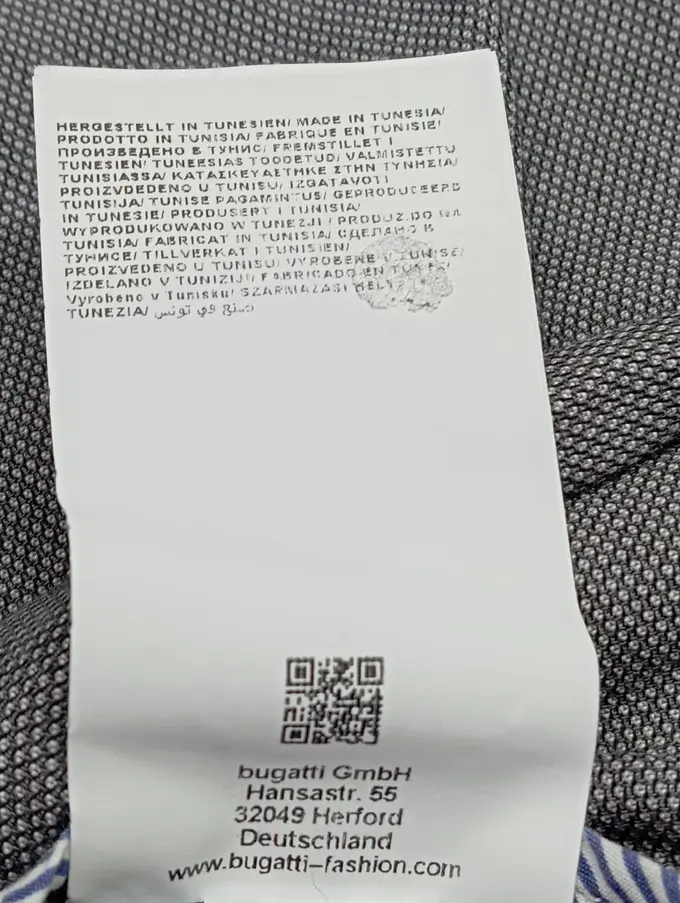 HERGESTELLT IN TUNESIEN/ MADE IN TUNESIA/
PRODOTTO IN TUNISIA/ FABRIQUE EN TUNISIE/
ПРОИЗВЕДЕНО В ТУНИС/ FREMSTILLET I
TUNESIEN/ TUNEESIAS TOODETUD/ VALMISTETTU
TUNISIASSA/ ΚΑΤΑΣΚΕΥΑΣΤΗΚΕ ΣΤΗΝ ΤΥΝΗΣΙΑ/
PROIZVDEDENO U TUNISU/ IZGATAVOTI
TUNISIJA/ TUNISE PAGAMINTUS/ GEPRODUCEERD
IN TUNESIE/ PRODUSERT I TUNISIA/
WYPRODUKOWANO W TUNEZJI / PRODUZIDO NA
TUNISIA/ FABRICAT IN TUNISIA/ СДЕЛАНО В
ТУНИСЕ/ TILLVERKAT I TUNISIEN/
PROIZVEDENO U TUNISU/ VYROBENE V TUNISE/
IZDELANO V TUNIZIJI/ FABRICADO EN
Vyrobeno v Tunisku/ SZARMAZASI HELY
TUNEZIA/ صنع في تونس
bugatti GmbH
Hansastr. 55
32049 Herford
Deutschland
www.bugatti-fashion.com